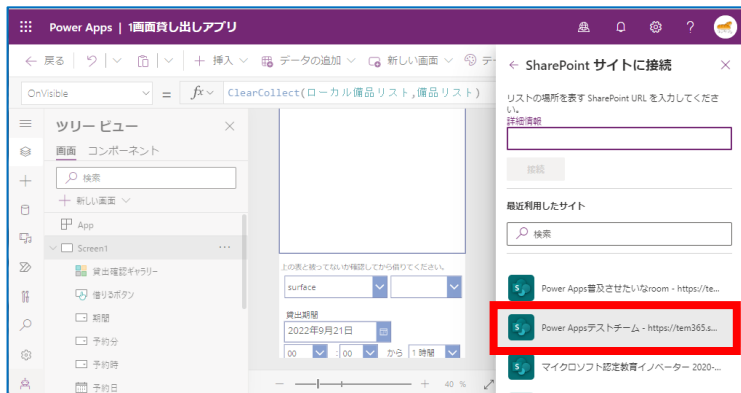 Power Apps | 1画面貸し出しアプリ
戻る
挿入
データの追加
新しい画面
テー
OnVisible
=
fx
ClearCollect(ローカル備品リスト,備品リスト)
ツリー ビュー
画面 コンポーネント
検索
新しい画面
App
Screen1
貸出確認ギャラリー
借りるボタン
期間
予約分
予約時
予約日
上の表と被ってないか確認してから借りてください。
surface
貸出期間
2022年9月21日
00 : 00 から 1時間
40 %
SharePoint サイトに接続
リストの場所を表す SharePoint URL を入力してくださ
い。
詳細情報
接続
最近利用したサイト
検索
Power Apps普及させたいなroom - https://te...
Power Appsテストチーム - https://tem365.s...
マイクロソフト認定教育イノベーター 2020-...